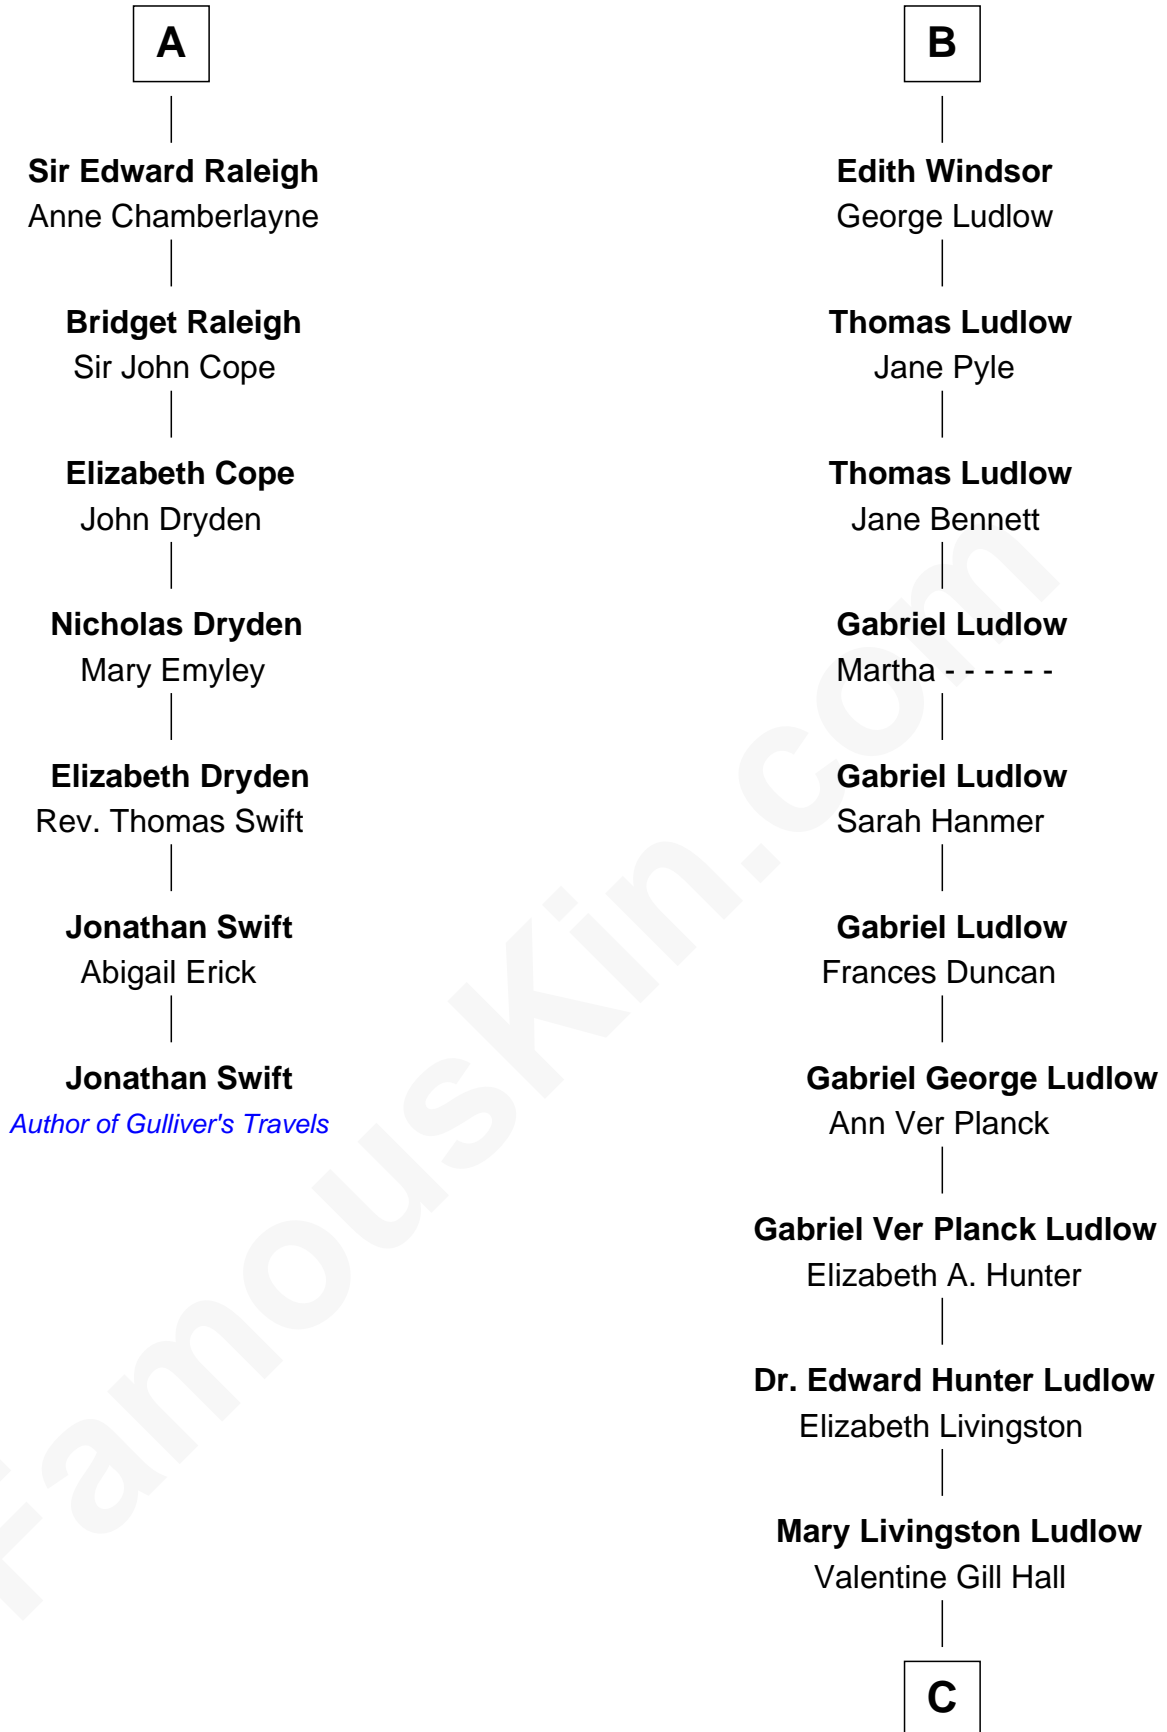 A
Sir Edward Raleigh
Anne Chamberlayne
Bridget Raleigh
Sir John Cope
Elizabeth Cope
John Dryden
Nicholas Dryden
Mary Emyley
Elizabeth Dryden
Rev. Thomas Swift
Jonathan Swift
Abigail Erick
Jonathan Swift
Author of Gulliver's Travels
B
Edith Windsor
George Ludlow
Thomas Ludlow
Jane Pyle
Thomas Ludlow
Jane Bennett
Gabriel Ludlow
Martha - - - - - -
Gabriel Ludlow
Sarah Hanmer
Gabriel Ludlow
Frances Duncan
Gabriel George Ludlow
Ann Ver Planck
Gabriel Ver Planck Ludlow
Elizabeth A. Hunter
Dr. Edward Hunter Ludlow
Elizabeth Livingston
Mary Livingston Ludlow
Valentine Gill Hall
C
FamousKin.com